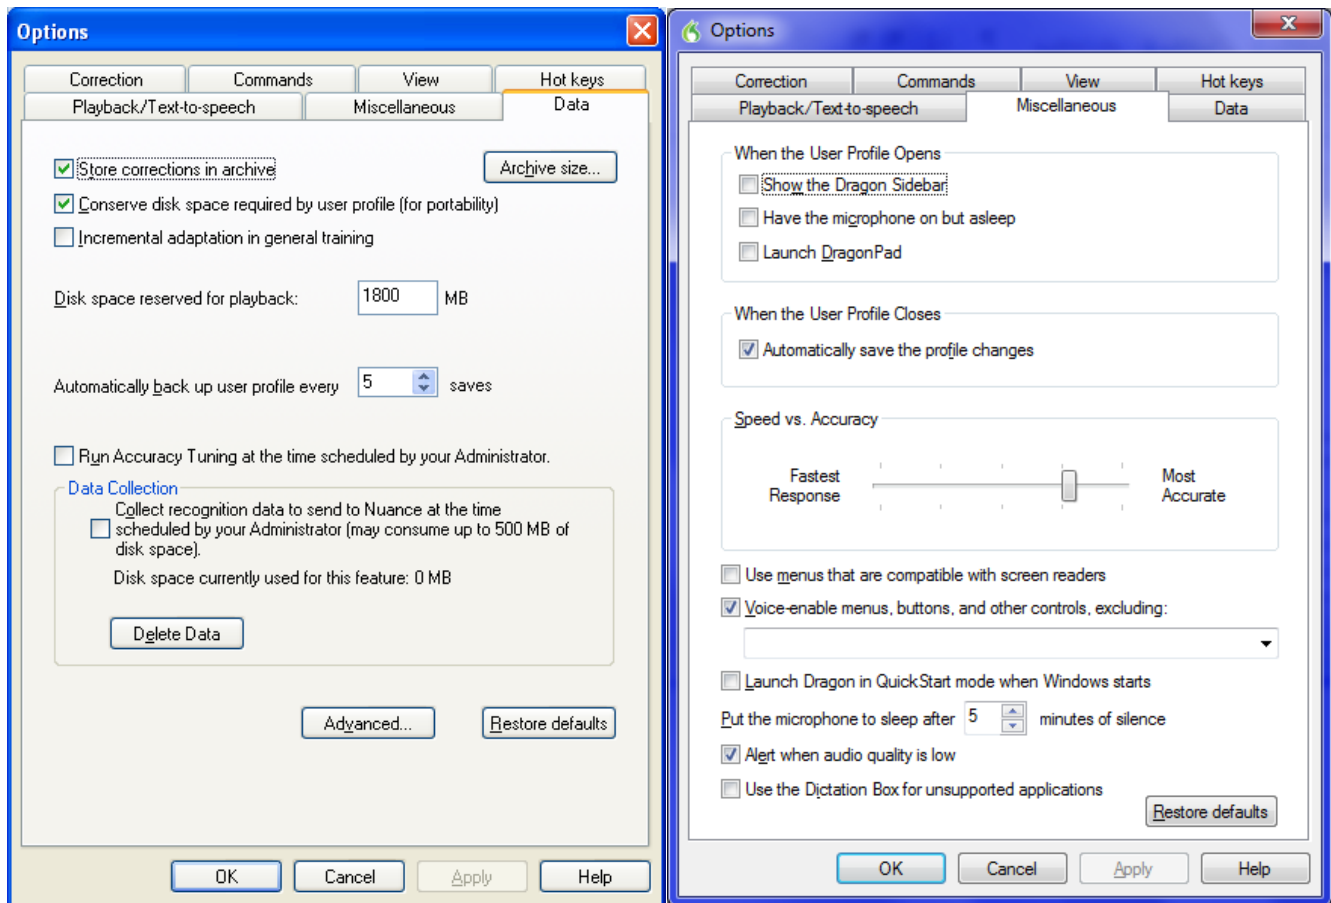 Options
Correction Commands View Hot keys
Playback/Text-to-speech Miscellaneous Data
Store corrections in archive Archive size...
Conserve disk space required by user profile (for portability)
Incremental adaptation in general training
Disk space reserved for playback: 1800 MB
Automatically back up user profile every 5 saves
Run Accuracy Tuning at the time scheduled by your Administrator.
Data Collection
Collect recognition data to send to Nuance at the time
scheduled by your Administrator (may consume up to 500 MB of
disk space).
Disk space currently used for this feature: 0 MB
Delete Data
Advanced... Restore defaults
OK Cancel Apply Help
Options
Correction Commands View Hot keys
Playback/Text-to-speech Miscellaneous Data
When the User Profile Opens
Show the Dragon Sidebar
Have the microphone on but asleep
Launch DragonPad
When the User Profile Closes
Automatically save the profile changes
Speed vs. Accuracy
Fastest
Response
Most
Accurate
Use menus that are compatible with screen readers
Voice-enable menus, buttons, and other controls, excluding:
Launch Dragon in QuickStart mode when Windows starts
Put the microphone to sleep after 5 minutes of silence
Alert when audio quality is low
Use the Dictation Box for unsupported applications
Restore defaults
OK Cancel Apply Help